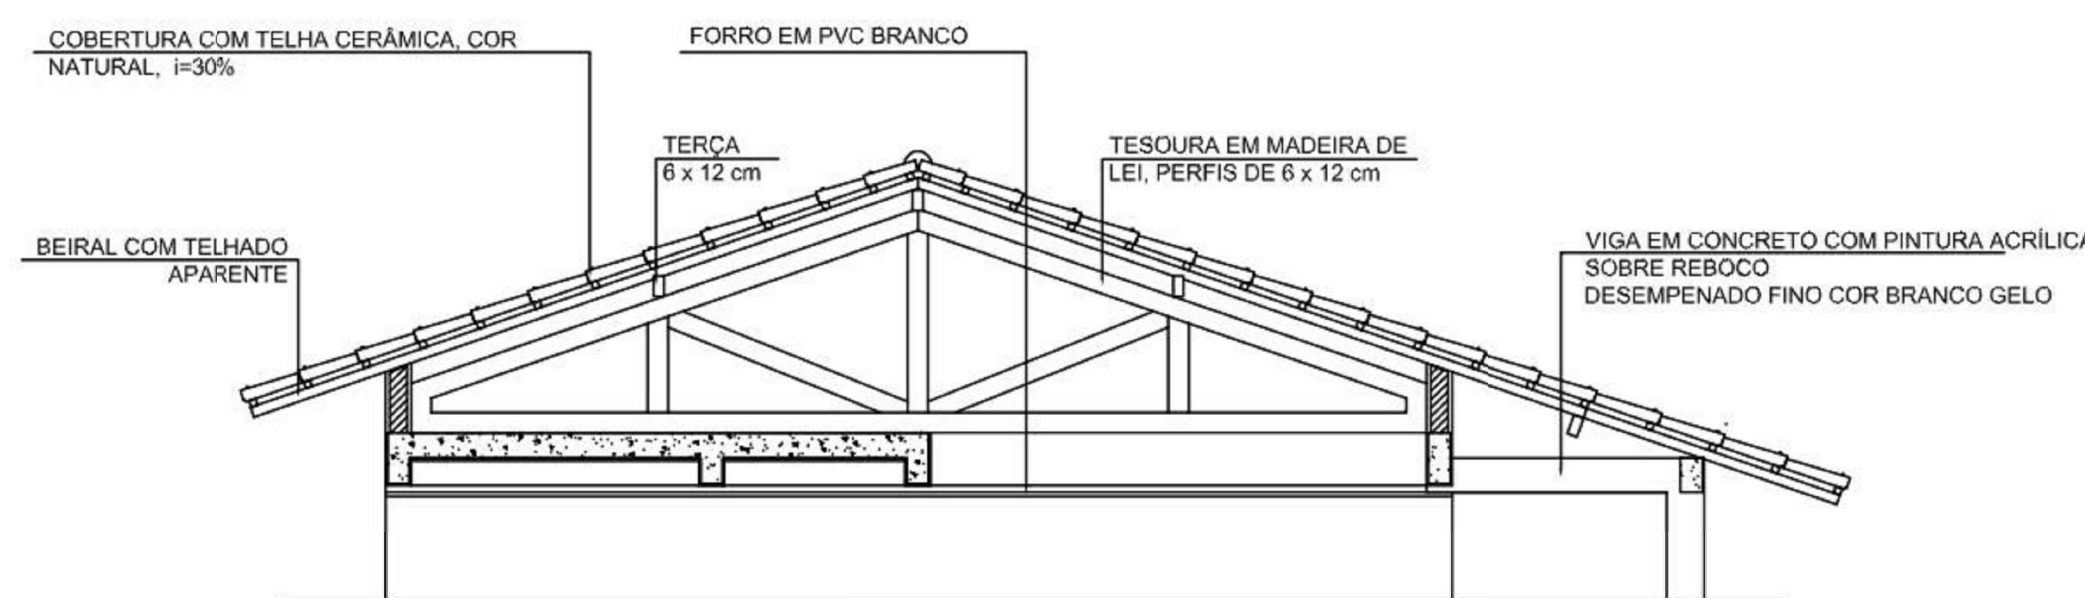 COBERTURA COM TELHA CERÂMICA, COR
NATURAL, i=30%
FORRO EM PVC BRANCO
TERÇA
6 x 12 cm
TESOURA EM MADEIRA DE
LEI, PERFIS DE 6 x 12 cm
BEIRAL COM TELHADO
APARENTE
VIGA EM CONCRETO COM PINTURA ACRÍLICA
SOBRE REBOCO
DESEMPENADO FINO COR BRANCO GELO